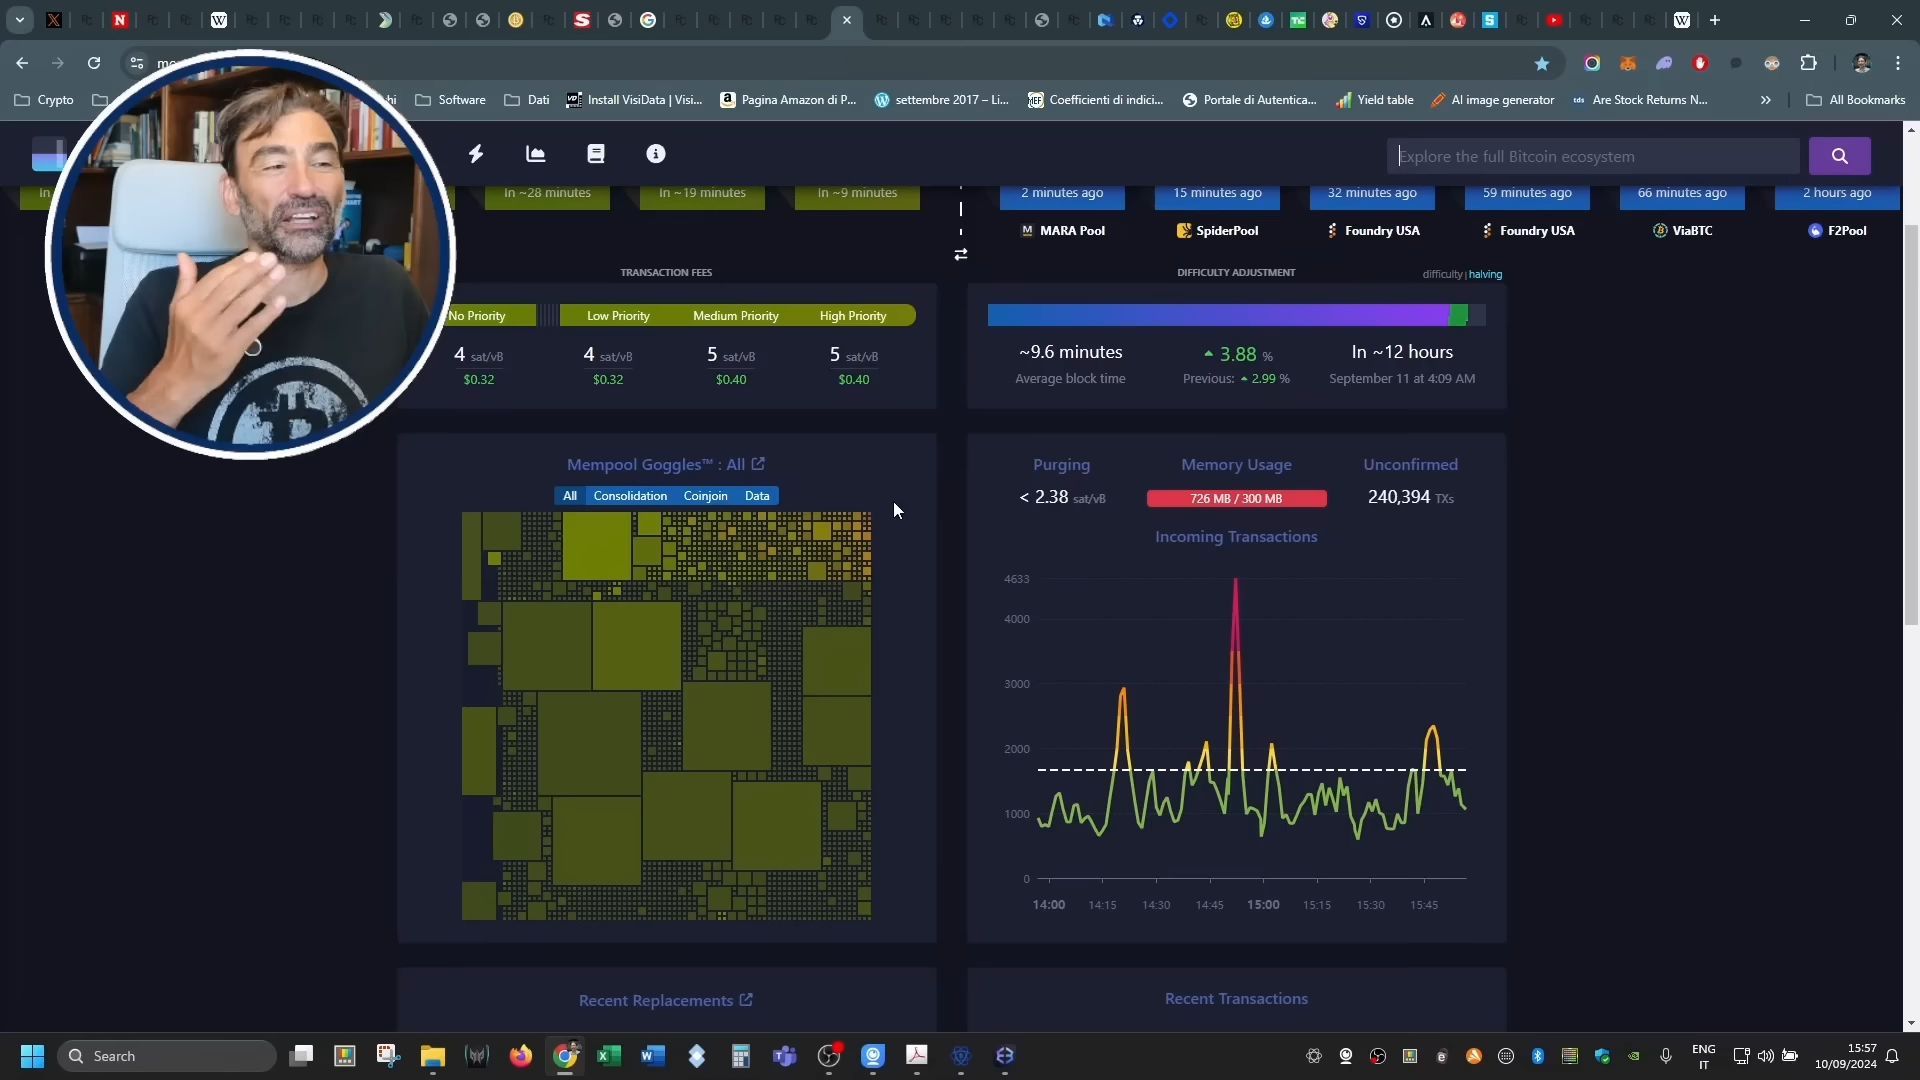 Crypto
Software
Dati
Install VisiData | Visi...
Pagina Amazon di P...
settembre 2017 – Li...
Coefficienti di indici...
Portale di Autentica...
Yield table
AI image generator
Are Stock Returns N...
All Bookmarks
Explore the full Bitcoin ecosystem
In ~28 minutes
In ~19 minutes
In ~9 minutes
2 minutes ago
15 minutes ago
32 minutes ago
59 minutes ago
66 minutes ago
2 hours ago
MARA Pool
SpiderPool
Foundry USA
Foundry USA
ViaBTC
F2Pool
TRANSACTION FEES
No Priority
Low Priority
Medium Priority
High Priority
4 sat/vB
4 sat/vB
5 sat/vB
5 sat/vB
$0.32
$0.32
$0.40
$0.40
DIFFICULTY ADJUSTMENT
difficulty | halving
~9.6 minutes
3.88 %
In ~12 hours
Average block time
Previous: 2.99 %
September 11 at 4:09 AM
Mempool Goggles™ : All
All
Consolidation
Coinjoin
Data
Purging
Memory Usage
Unconfirmed
< 2.38 sat/vB
726 MB / 300 MB
240,394 TXs
Incoming Transactions
4633
4000
3000
2000
1000
0
14:00
14:15
14:30
14:45
15:00
15:15
15:30
15:45
Recent Replacements
Recent Transactions
Search
ENG
IT
15:57
10/09/2024